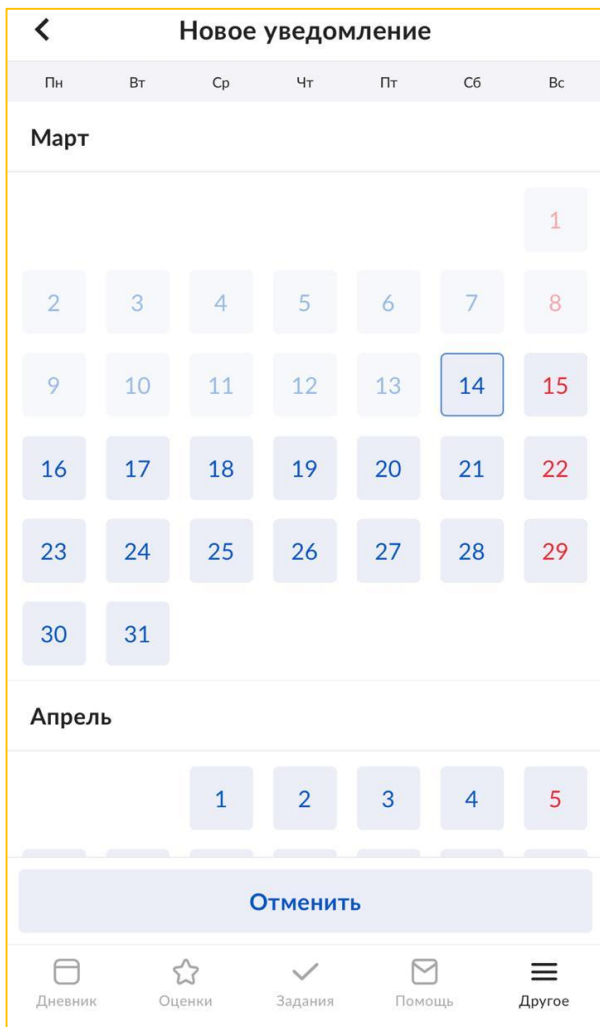 Новое уведомление
Пн Вт Ср Чт Пт Сб Вс
Март
1
2 3 4 5 6 7 8
9 10 11 12 13 14 15
16 17 18 19 20 21 22
23 24 25 26 27 28 29
30 31
Апрель
1 2 3 4 5
Отменить
Дневник Оценки Задания Помощь Другое